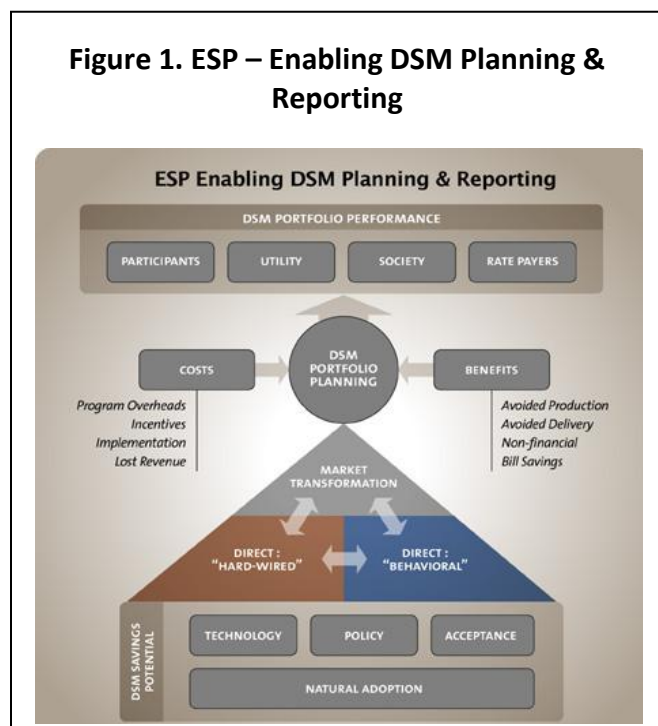 Figure 1. ESP – Enabling DSM Planning &
Reporting
ESP Enabling DSM Planning & Reporting
DSM PORTFOLIO PERFORMANCE
PARTICIPANTS
UTILITY
SOCIETY
RATE PAYERS
DSM
PORTFOLIO
PLANNING
COSTS
BENEFITS
Program Overheads
Incentives
Implementation
Lost Revenue
Avoided Production
Avoided Delivery
Non-financial
Bill Savings
MARKET
TRANSFORMATION
DIRECT :
"HARD-WIRED"
DIRECT :
"BEHAVIORAL"
DSM SAVINGS
POTENTIAL
TECHNOLOGY
POLICY
ACCEPTANCE
NATURAL ADOPTION